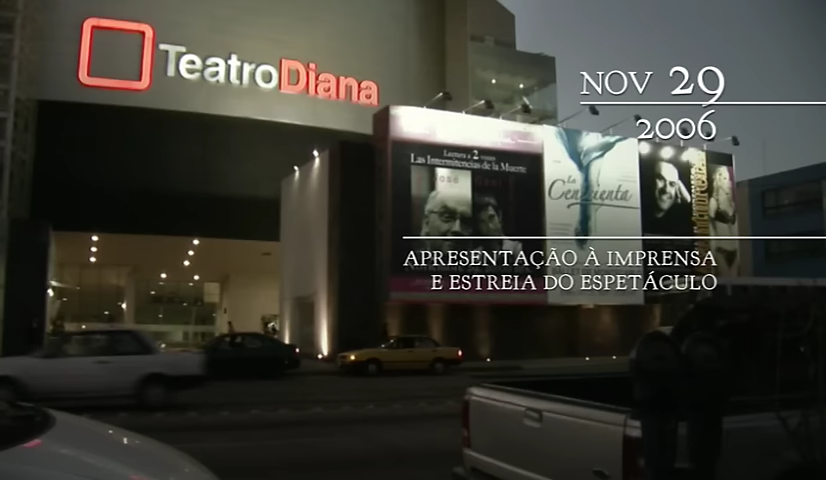 TeatroDiana
NOV 29
2006
Lectura a 2 voces
Las Intermitencias de la Muerte
La
Cenicienta
APRESENTAÇÃO À IMPRENSA
E ESTREIA DO ESPETÁCULO